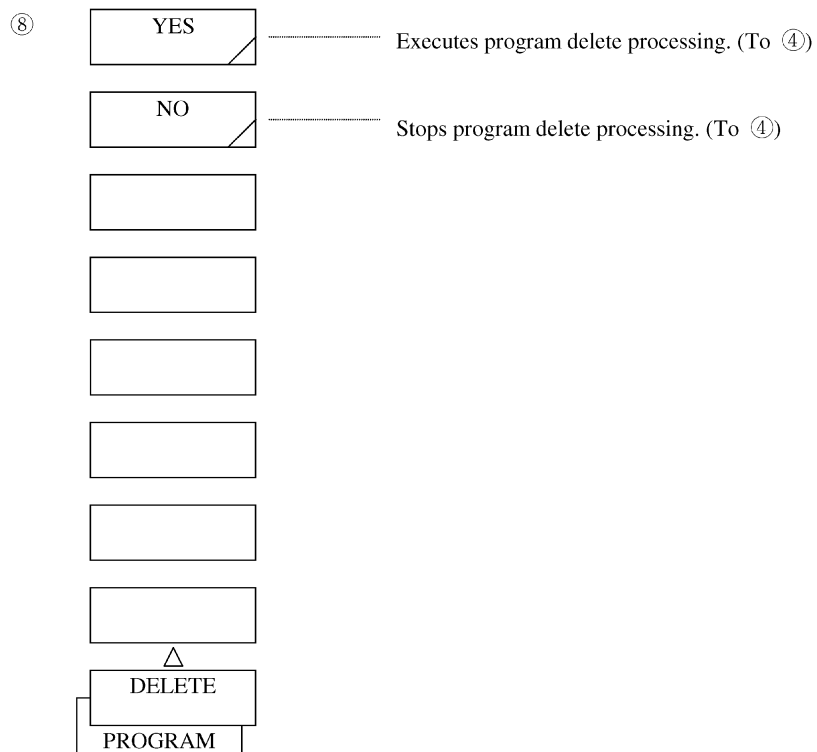 ⑧ YES Executes program delete processing. (To ④)
NO Stops program delete processing. (To ④)
DELETE
PROGRAM